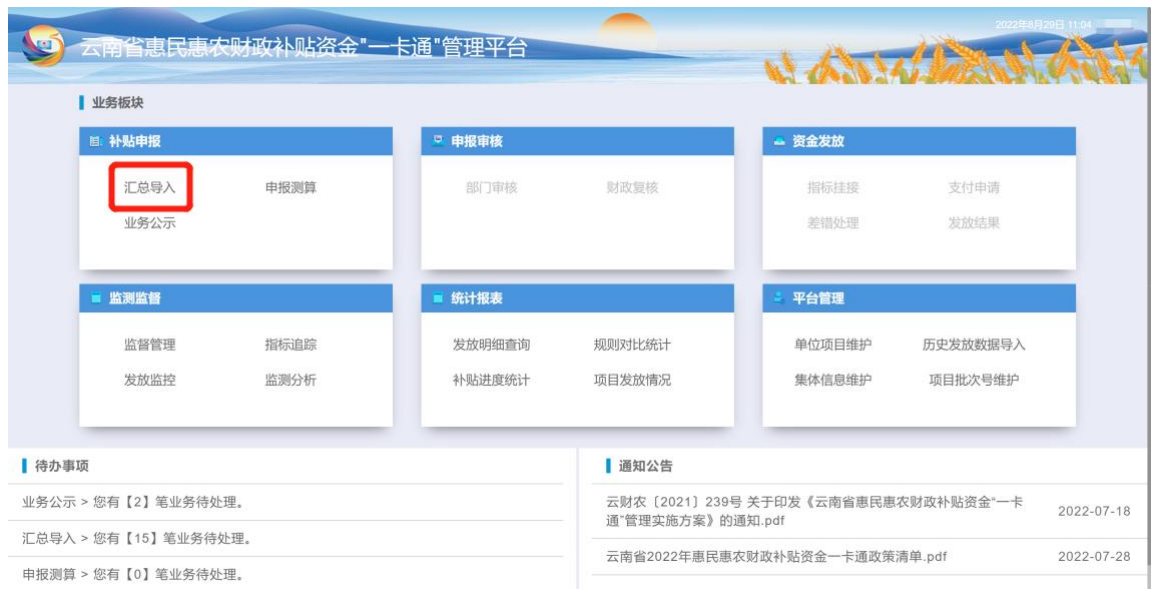 2022年8月29日 11:04
云南省惠民惠农财政补贴资金"一卡通"管理平台
业务板块
补贴申报
汇总导入 申报测算
业务公示
申报审核
部门审核 财政复核
资金发放
指标挂接 支付申请
差错处理 发放结果
监测监督
监督管理 指标追踪
发放监控 监测分析
统计报表
发放明细查询 规则对比统计
补贴进度统计 项目发放情况
平台管理
单位项目维护 历史发放数据导入
集体信息维护 项目批次号维护
待办事项
业务公示 > 您有【2】笔业务待处理。
汇总导入 > 您有【15】笔业务待处理。
申报测算 > 您有【0】笔业务待处理。
通知公告
云财农〔2021〕239号 关于印发《云南省惠民惠农财政补贴资金“一卡
通”管理实施方案》的通知.pdf 2022-07-18
云南省2022年惠民惠农财政补贴资金一卡通政策清单.pdf 2022-07-28